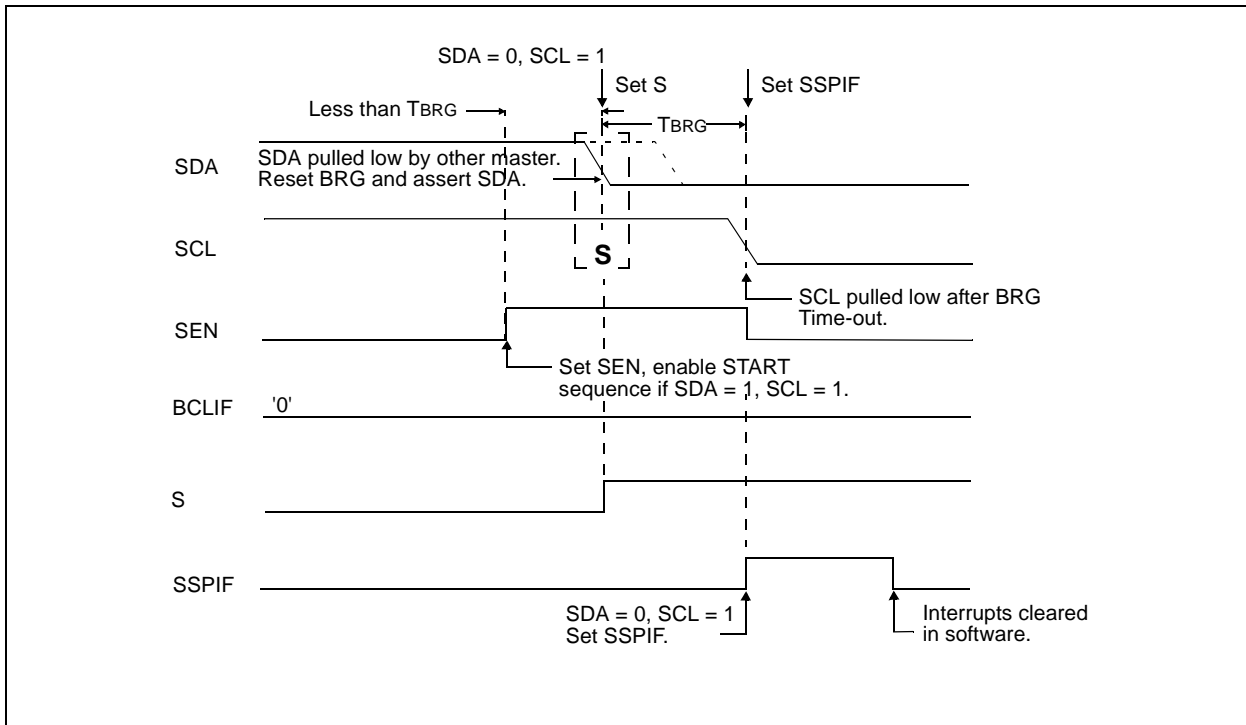 SDA = 0, SCL = 1
Set S
Set SSPIF
Less than TBRG
TBRG
SDA
SDA pulled low by other master.
Reset BRG and assert SDA.
SCL
S
SCL pulled low after BRG
Time-out.
SEN
Set SEN, enable START
sequence if SDA = 1, SCL = 1.
BCLIF
'0'
S
SSPIF
SDA = 0, SCL = 1
Set SSPIF.
Interrupts cleared
in software.